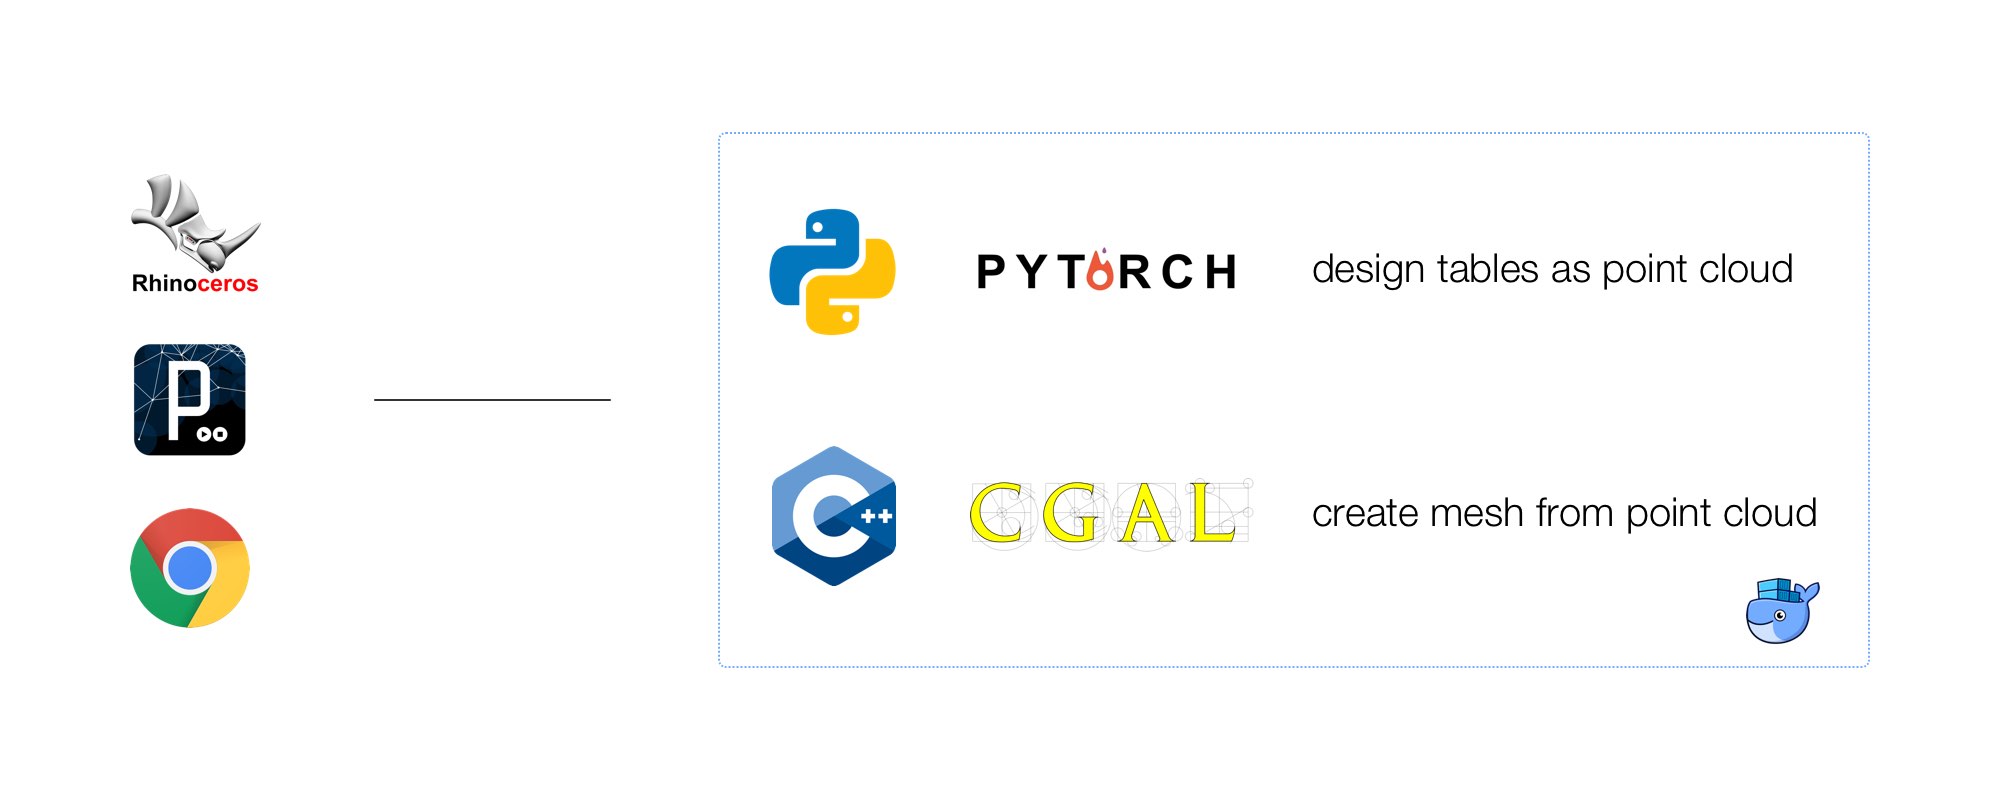 Rhinoceros
P
PYTORCH
design tables as point cloud
C++
CGAL
create mesh from point cloud